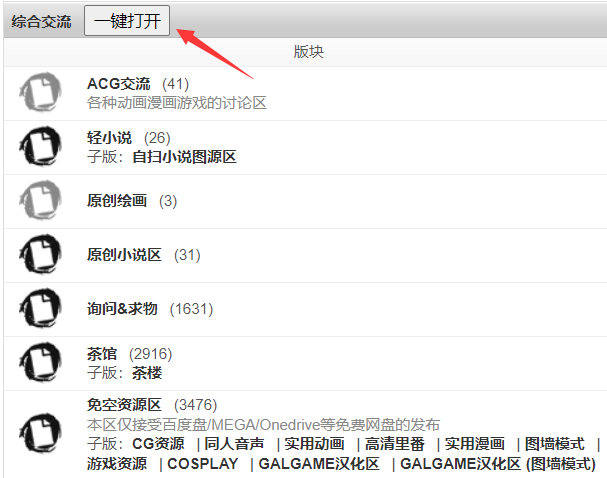 综合交流 一键打开
版块
ACG交流 (41)
各种动画漫画游戏的讨论区
轻小说 (26)
子版：自扫小说图源区
原创绘画 (3)
原创小说区 (31)
询问&求物 (1631)
茶馆 (2916)
子版：茶楼
免空资源区 (3476)
本区仅接受百度盘/MEGA/Onedrive等免费网盘的发布
子版：CG资源 | 同人音声 | 实用动画 | 高清里番 | 实用漫画 | 图墙模式 |
游戏资源 | COSPLAY | GALGAME汉化区 | GALGAME汉化区 (图墙模式)